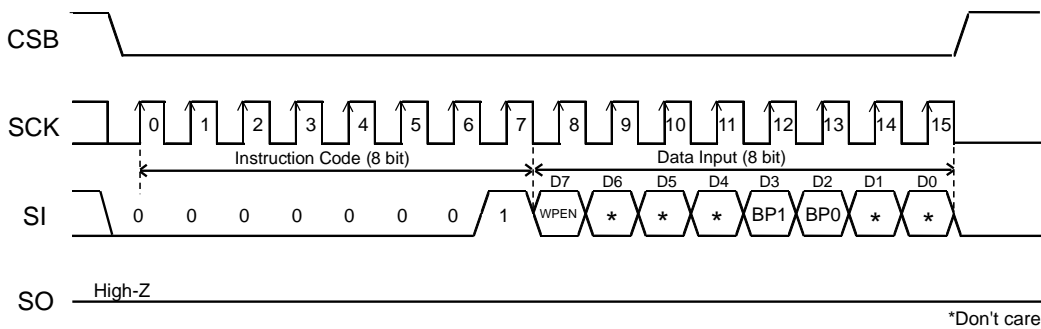 CSB
SCK
0 1 2 3 4 5 6 7 8 9 10 11 12 13 14 15
Instruction Code (8 bit) Data Input (8 bit)
D7 D6 D5 D4 D3 D2 D1 D0
SI 0 0 0 0 0 0 0 1 WPEN * * * BP1 BP0 * *
High-Z
SO
*Don't care